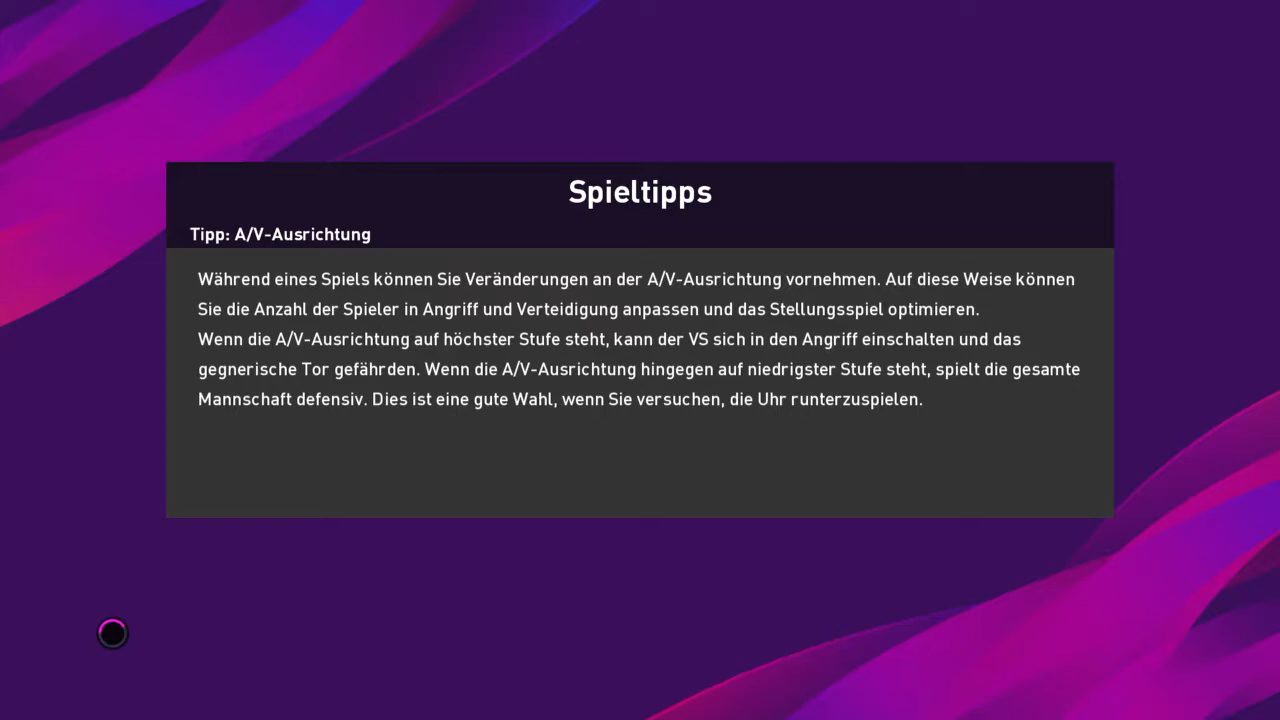 Spieltipps
Tipp: A/V-Ausrichtung
Während eines Spiels können Sie Veränderungen an der A/V-Ausrichtung vornehmen. Auf diese Weise können
Sie die Anzahl der Spieler in Angriff und Verteidigung anpassen und das Stellungsspiel optimieren.
Wenn die A/V-Ausrichtung auf höchster Stufe steht, kann der VS sich in den Angriff einschalten und das
gegnerische Tor gefährden. Wenn die A/V-Ausrichtung hingegen auf niedrigster Stufe steht, spielt die gesamte
Mannschaft defensiv. Dies ist eine gute Wahl, wenn Sie versuchen, die Uhr runterzuspielen.